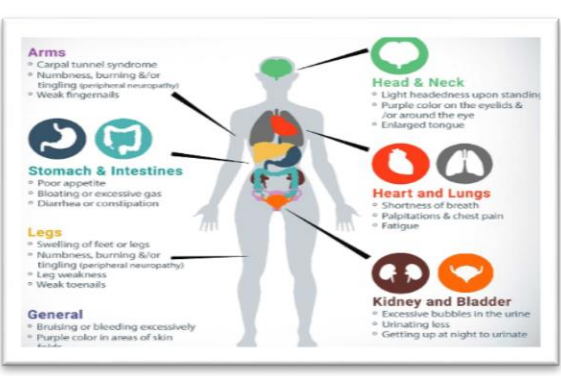 Arms
° Carpal tunnel syndrome
° Numbness, burning &/or
tingling (peripheral neuropathy)
° Weak fingernails
Stomach & Intestines
° Poor appetite
° Bloating or excessive gas
° Diarrhea or constipation
Legs
° Swelling of feet or legs
° Numbness, burning &/or
tingling (peripheral neuropathy)
° Leg weakness
° Weak toenails
General
° Bruising or bleeding excessively
° Purple color in areas of skin
Head & Neck
° Light headedness upon standing
° Purple color on the eyelids &
/or around the eye
° Enlarged tongue
Heart and Lungs
° Shortness of breath
° Palpitations & chest pain
° Fatigue
Kidney and Bladder
° Excessive bubbles in the urine
° Urinating less
° Getting up at night to urinate